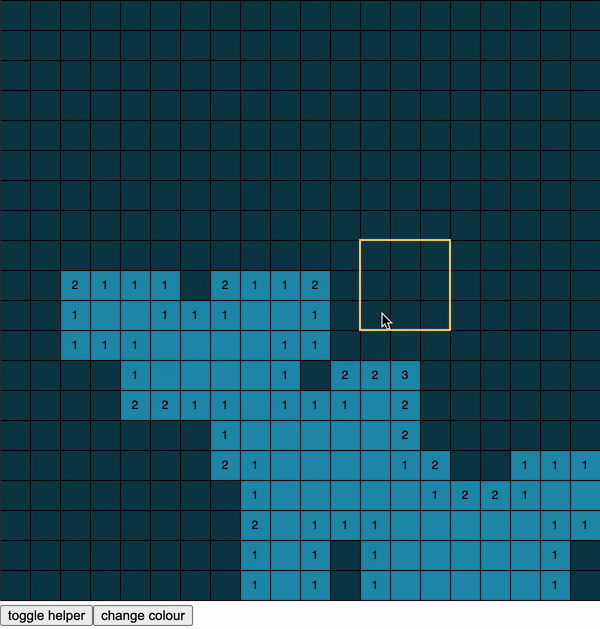 2 1 1 1 2 1 1 2
1 1 1 1 1
1 1 1 1 1
1 1 2 2 3
2 2 1 1 1 1 1 2
1 2
2 1 1 2 1 1 1
1 1 2 2 1
2 1 1 1 1 1
1 1 1 1
1 1 1 1
toggle helper change colour